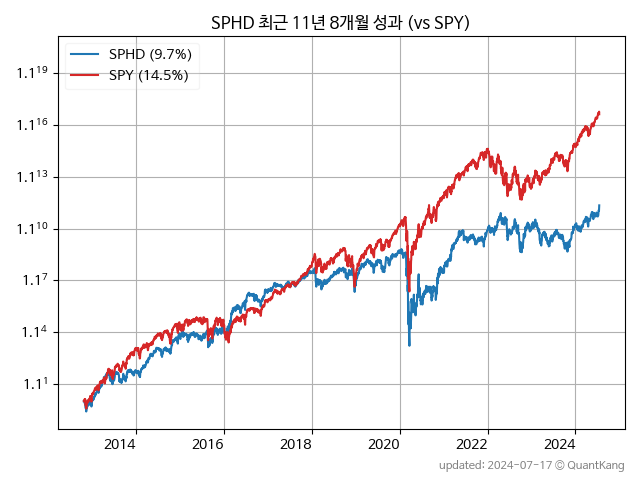 SPHD 최근 11년 8개월 성과 (vs SPY)
SPHD (9.7%)
SPY (14.5%)
1.1¹⁹
1.1¹⁶
1.1¹³
1.1¹⁰
1.1⁷
1.1⁴
1.1¹
2014 2016 2018 2020 2022 2024
updated: 2024-07-17 © QuantKang